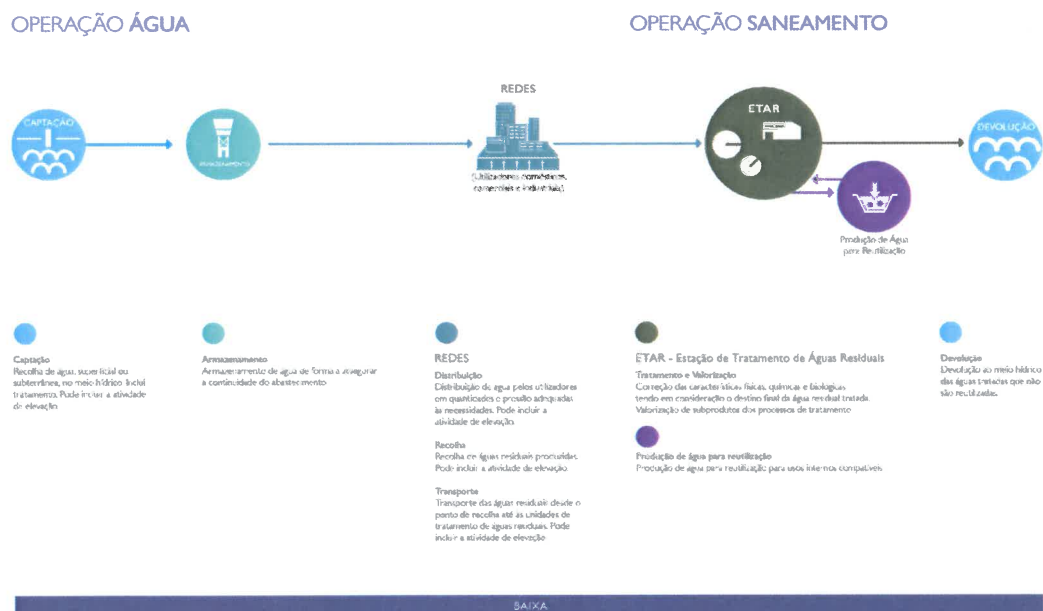 OPERAÇÃO ÁGUA
OPERAÇÃO SANEAMENTO
CAPTAÇÃO
ARMAZENAMENTO
REDES
(Utilizadores domésticos,
comerciais e industriais)
ETAR
DEVOLUÇÃO
Produção de Água
para Reutilização
Captação
Recolha de água, superficial ou
subterrânea, no meio hídrico. Inclui
tratamento. Pode incluir a atividade
de elevação
Armazenamento
Armazenamento de água de forma a assegurar
a continuidade do abastecimento
REDES
Distribuição
Distribuição de água pelos utilizadores
em quantidades e pressão adequadas
às necessidades. Pode incluir a
atividade de elevação
Recolha
Recolha de águas residuais produzidas.
Pode incluir a atividade de elevação
Transporte
Transporte das águas residuais desde o
ponto de recolha até às unidades de
tratamento de águas residuais. Pode
incluir a atividade de elevação
ETAR - Estação de Tratamento de Águas Residuais
Tratamento e Valorização
Correção das características físicas, químicas e biológicas,
tendo em consideração o destino final da água residual tratada.
Valorização de subprodutos dos processos de tratamento
Produção de água para reutilização
Produção de água para reutilização para usos internos compatíveis
Devolução
Devolução ao meio hídrico
das águas tratadas que não
são reutilizadas.
BAIXA